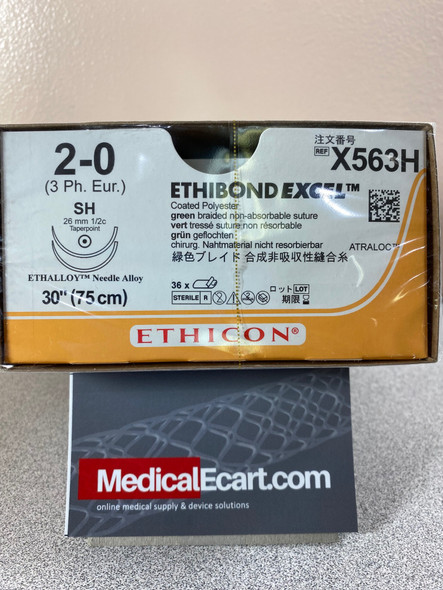 2-0
(3 Ph. Eur.)
SH
26 mm 1/2c
Taperpoint
ETHALLOY™ Needle Alloy
30" (75 cm)
注文番号
REF X563H
ETHIBOND EXCEL™
Coated Polyester
green braided non-absorbable suture
vert tressé suture non résorbable
grün geflochten
chirurg. Nahtmaterial nicht resorbierbar
ATRALOC™
緑色ブレイド 合成非吸収性縫合糸
36 x
STERILE R
ロット LOT
期限
ETHICON®
MedicalEcart.com
online medical supply & device solutions